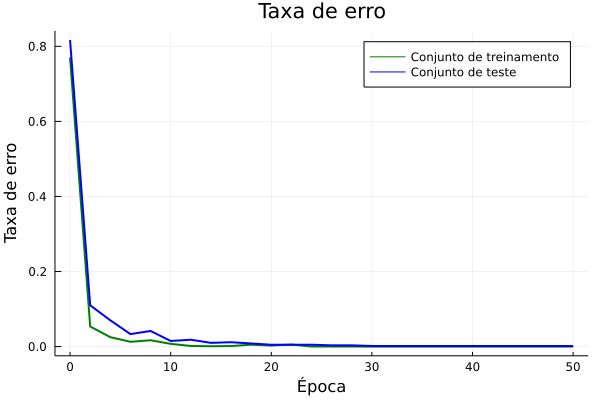 Taxa de erro
Conjunto de treinamento
Conjunto de teste
Taxa de erro
0.8
0.6
0.4
0.2
0.0
0 10 20 30 40 50
Época